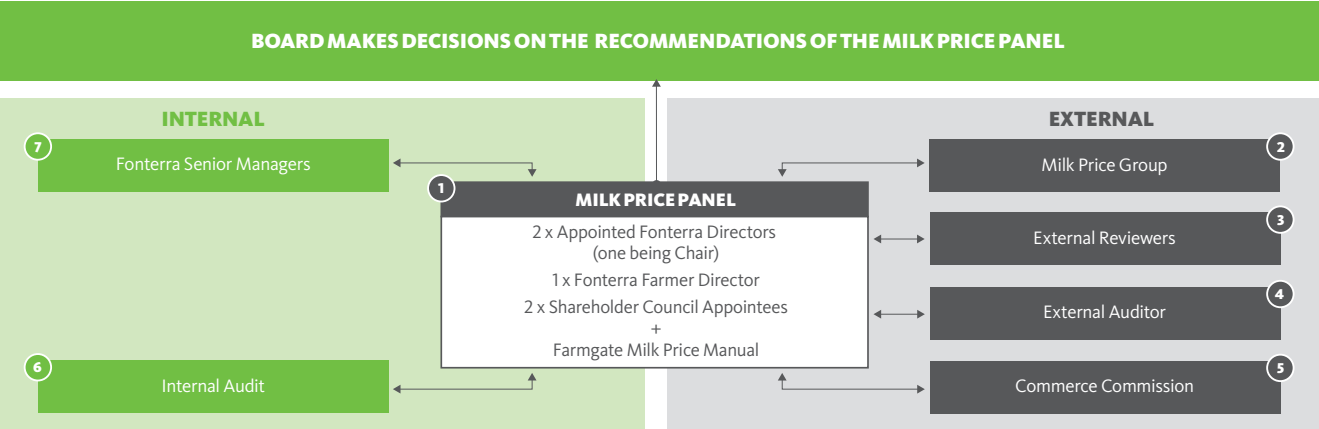 BOARD MAKES DECISIONS ON THE RECOMMENDATIONS OF THE MILK PRICE PANEL
INTERNAL
7
Fonterra Senior Managers
6
Internal Audit
1
MILK PRICE PANEL
2 x Appointed Fonterra Directors
(one being Chair)
1 x Fonterra Farmer Director
2 x Shareholder Council Appointees
+
Farmgate Milk Price Manual
EXTERNAL
2
Milk Price Group
3
External Reviewers
4
External Auditor
5
Commerce Commission